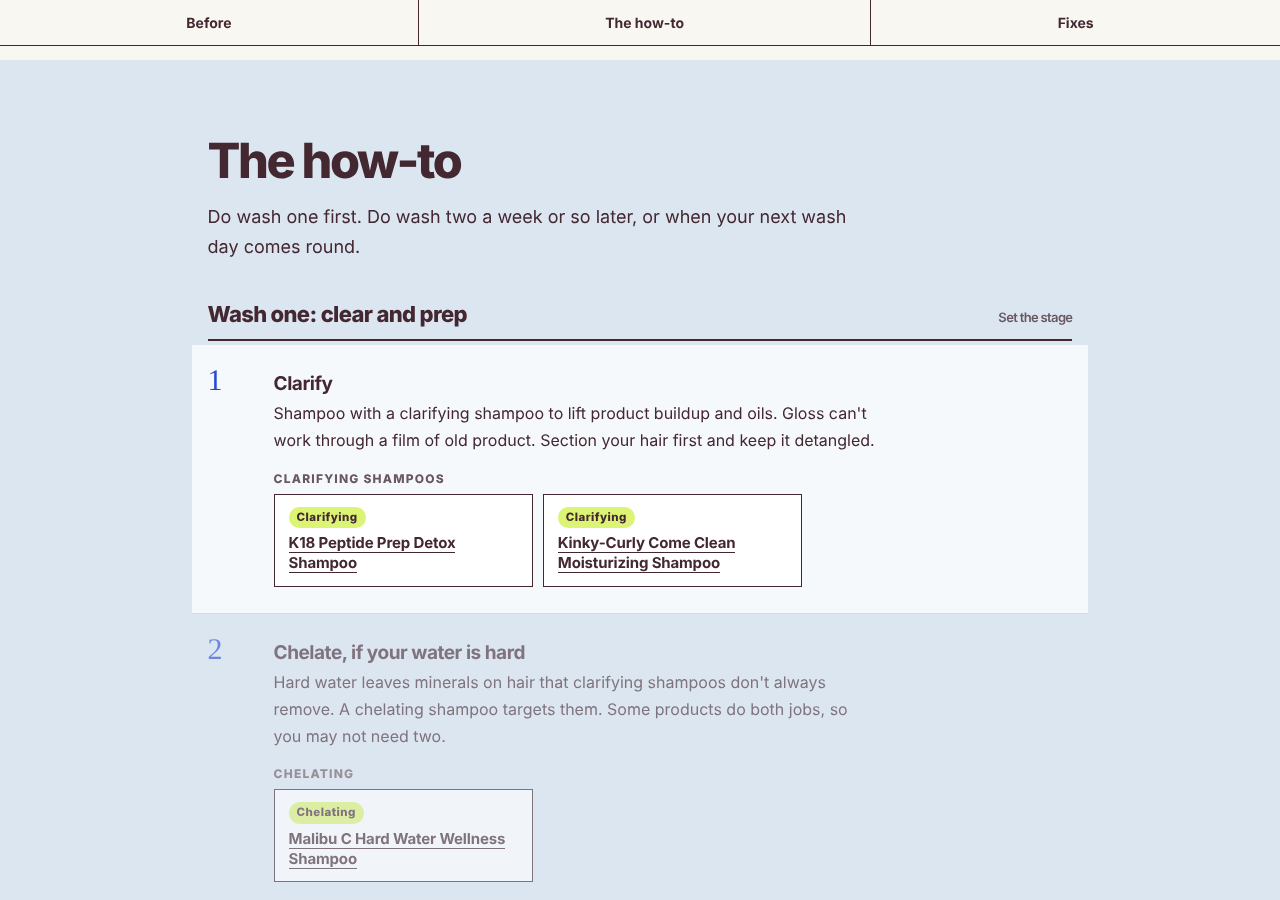 Before
The how-to
Fixes
The how-to
Do wash one first. Do wash two a week or so later, or when your next wash
day comes round.
Wash one: clear and prep
Set the stage
1
Clarify
Shampoo with a clarifying shampoo to lift product buildup and oils. Gloss can't
work through a film of old product. Section your hair first and keep it detangled.
CLARIFYING SHAMPOOS
Clarifying
K18 Peptide Prep Detox
Shampoo
Clarifying
Kinky-Curly Come Clean
Moisturizing Shampoo
2
Chelate, if your water is hard
Hard water leaves minerals on hair that clarifying shampoos don't always
remove. A chelating shampoo targets them. Some products do both jobs, so
you may not need two.
CHELATING
Chelating
Malibu C Hard Water Wellness
Shampoo